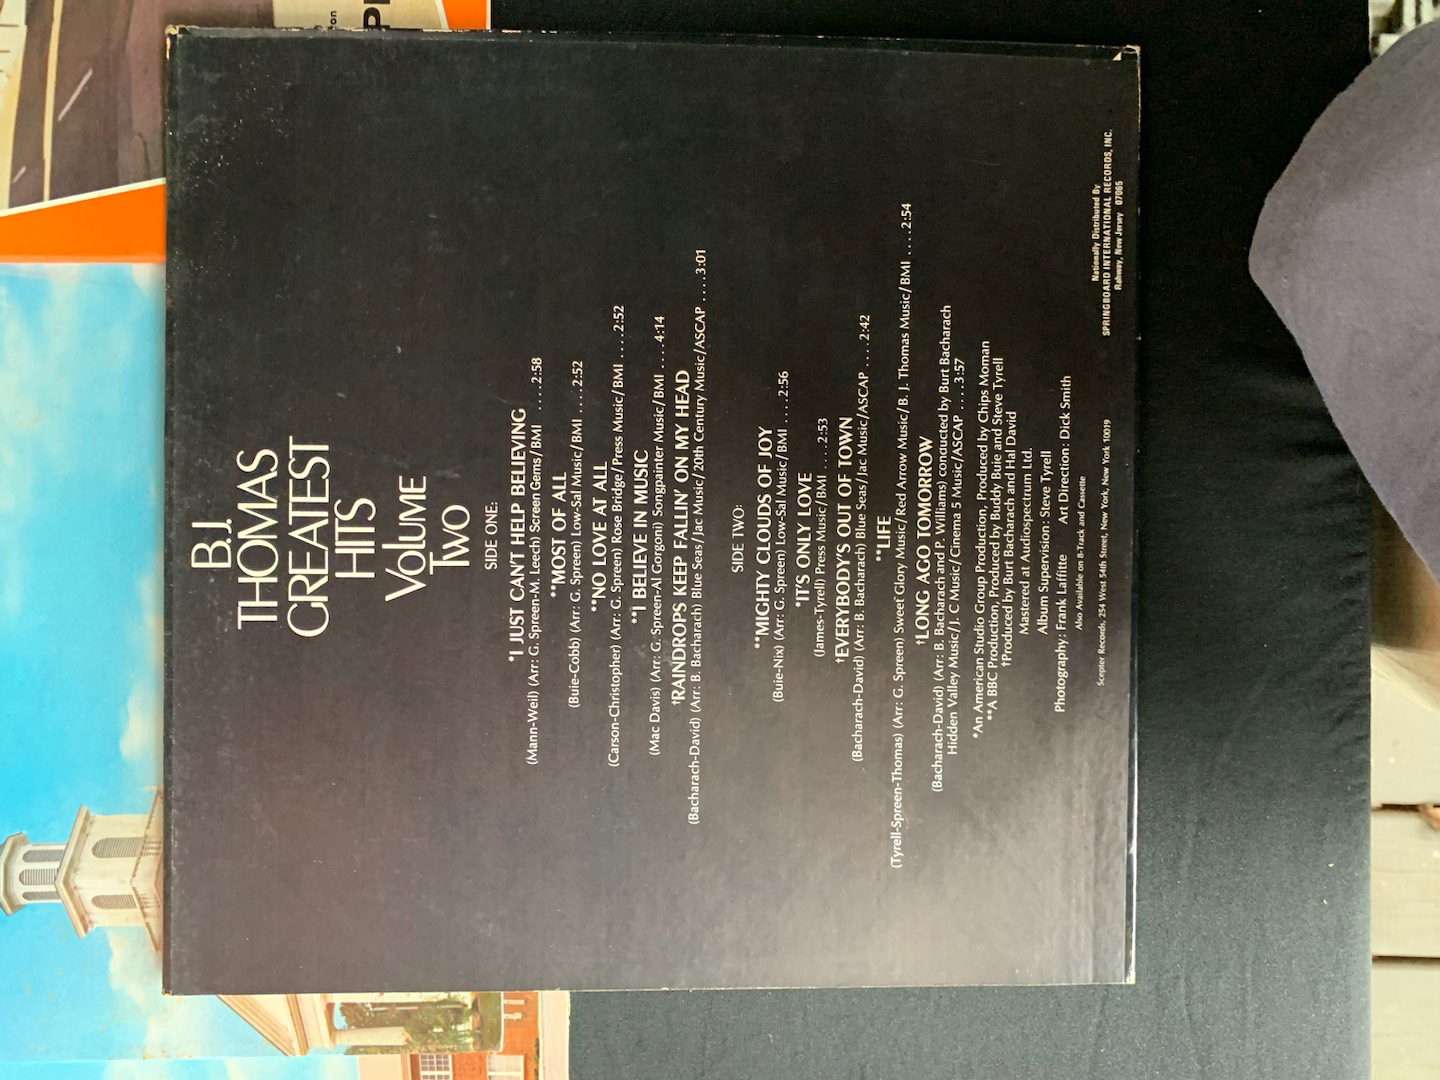 B.J.
THOMAS
GREATEST
HITS
VOLUME
TWO
SIDE ONE:
*I JUST CAN'T HELP BELIEVING
(Mann-Weil) (Arr: G. Spreen-M. Leech) Screen Gems/BMI ....2:58
**MOST OF ALL
(Buie-Cobb) (Arr: G. Spreen) Low-Sal Music/BMI ....2:52
**NO LOVE AT ALL
(Carson-Christopher) (Arr: G. Spreen) Rose Bridge/Press Music/BMI ....2:52
**I BELIEVE IN MUSIC
(Mac Davis) (Arr: G. Spreen-Al Gorgoni) Songpainter Music/BMI ....4:14
†RAINDROPS KEEP FALLIN' ON MY HEAD
(Bacharach-David) (Arr: B. Bacharach) Blue Seas/Jac Music/20th Century Music/ASCAP ....3:01
SIDE TWO:
**MIGHTY CLOUDS OF JOY
(Buie-Nix) (Arr: G. Spreen) Low-Sal Music/BMI ....2:56
*IT'S ONLY LOVE
(James-Tyrell) Press Music/BMI ....2:53
†EVERYBODY'S OUT OF TOWN
(Bacharach-David) (Arr: B. Bacharach) Blue Seas/Jac Music/ASCAP ....2:42
**LIFE
(Tyrell-Spreen-Thomas) (Arr: G. Spreen) Sweet Glory Music/Red Arrow Music/B. J. Thomas Music/BMI ....2:54
†LONG AGO TOMORROW
(Bacharach-David) (Arr: B. Bacharach and P. Williams) conducted by Burt Bacharach
Hidden Valley Music/J. C Music/Cinema 5 Music/ASCAP ....3:57
*An American Studio Group Production, Produced by Chips Moman
**A BBC Production, Produced by Buddy Buie and Steve Tyrell
†Produced by Burt Bacharach and Hal David
Mastered at Audiospectrum Ltd.
Album Supervision: Steve Tyrell
Photography: Frank Laffitte Art Direction: Dick Smith
Also Available on 8-Track and Cassette
Scepter Records, 254 West 54th Street, New York, New York 10019
Nationally Distributed By
SPRINGBOARD INTERNATIONAL RECORDS, INC.
Rahway, New Jersey 07065